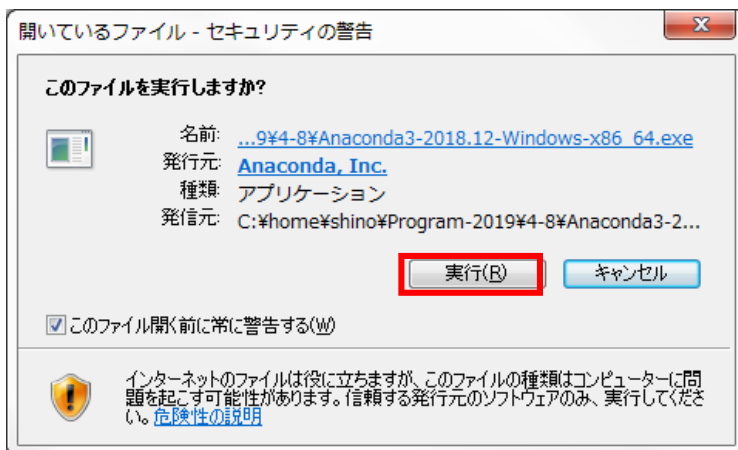 開いているファイル - セキュリティの警告
このファイルを実行しますか?
名前: ...9¥4-8¥Anaconda3-2018.12-Windows-x86_64.exe
発行元: Anaconda, Inc.
種類: アプリケーション
発信元: C:¥home¥shino¥Program-2019¥4-8¥Anaconda3-2...
実行(R) キャンセル
このファイル開く前に常に警告する(W)
インターネットのファイルは役に立ちますが、このファイルの種類はコンピューターに問
題を起こす可能性があります。信頼する発行元のソフトウェアのみ、実行してくださ
い。危険性の説明